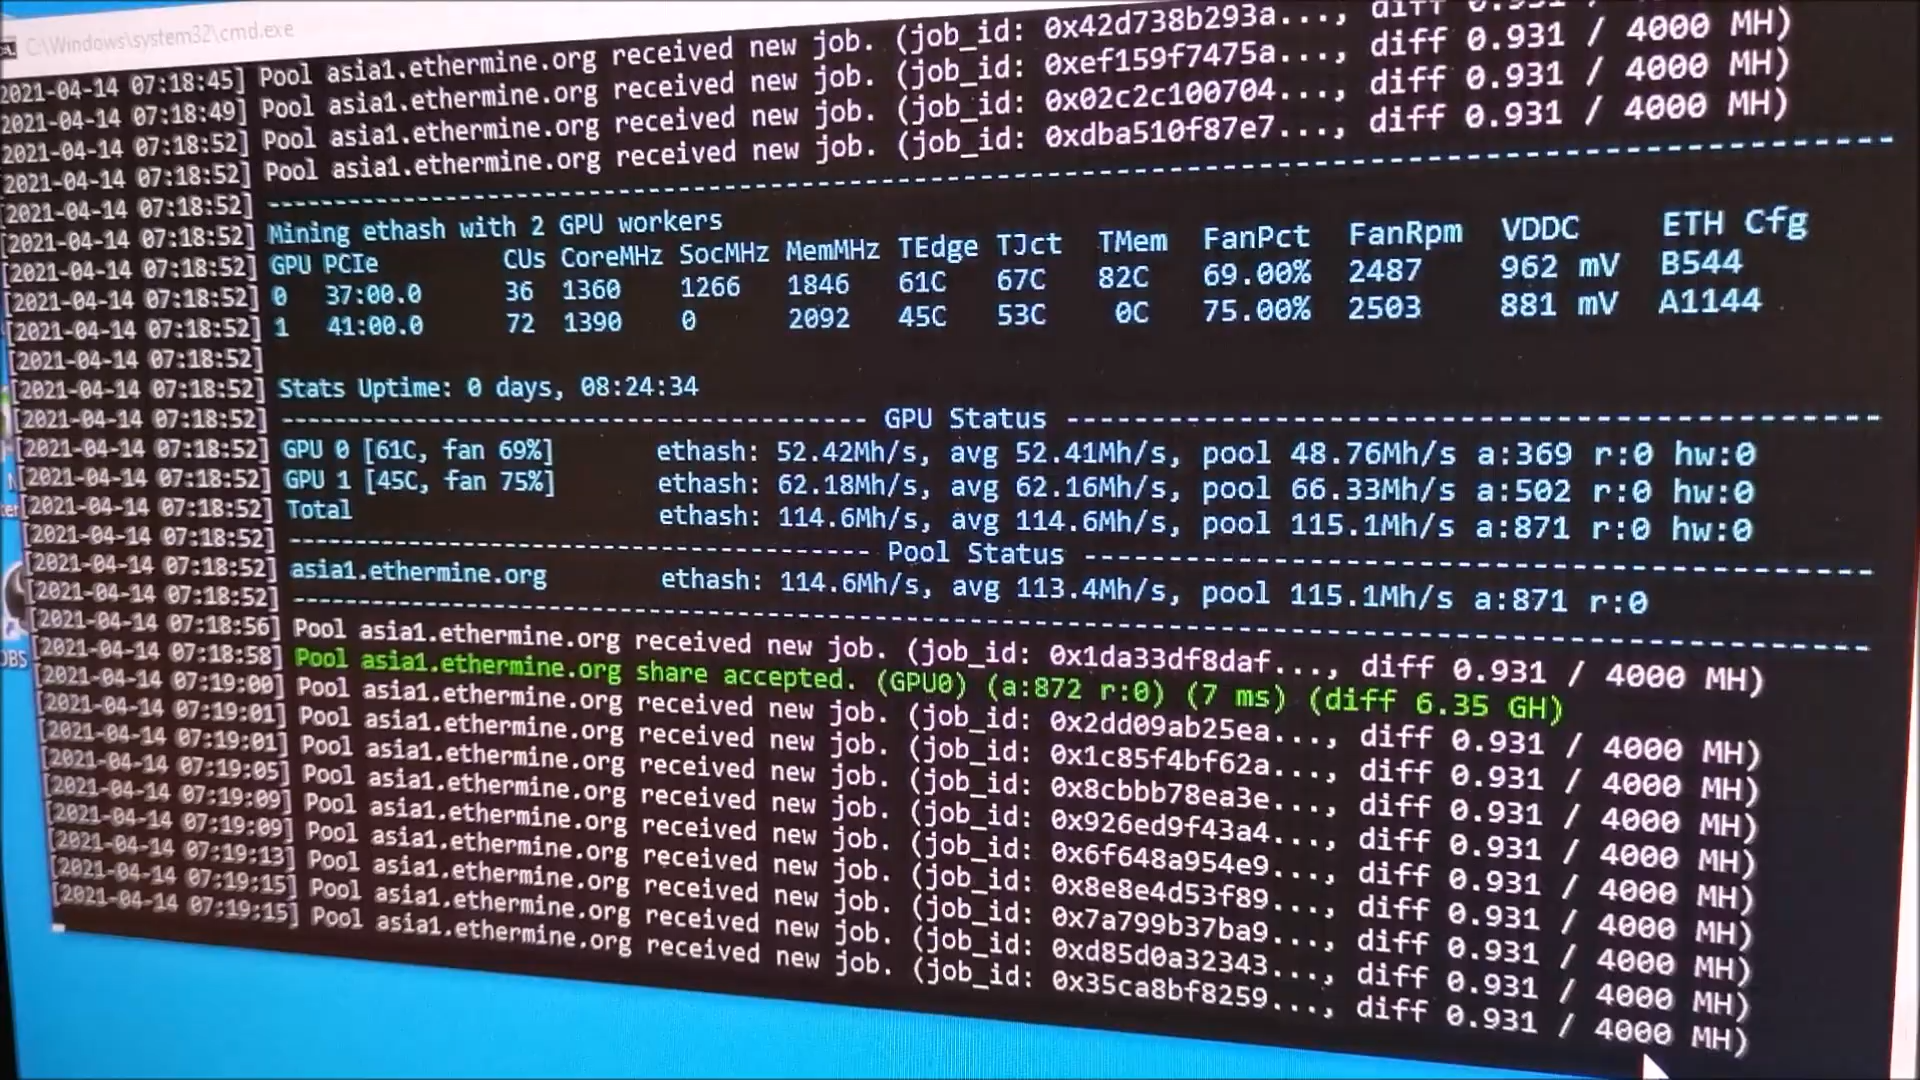 C:\Windows\system32\cmd.exe
[2021-04-14 07:18:45] Pool asia1.ethermine.org received new job. (job_id: 0x42d738b293a..., diff 0.931 /
[2021-04-14 07:18:49] Pool asia1.ethermine.org received new job. (job_id: 0xef159f7475a..., diff 0.931 / 4000 MH)
[2021-04-14 07:18:52] Pool asia1.ethermine.org received new job. (job_id: 0x02c2c100704..., diff 0.931 / 4000 MH)
[2021-04-14 07:18:52] Pool asia1.ethermine.org received new job. (job_id: 0xdba510f87e7..., diff 0.931 / 4000 MH)
[2021-04-14 07:18:52] ----------------------------------------
[2021-04-14 07:18:52] Mining ethash with 2 GPU workers
[2021-04-14 07:18:52] GPU PCIe CUs CoreMHz SocMHz MemMHz TEdge TJct TMem FanPct FanRpm VDDC ETH Cfg
[2021-04-14 07:18:52] 0 37:00.0 36 1360 1266 1846 61C 67C 82C 69.00% 2487 962 mV B544
[2021-04-14 07:18:52] 1 41:00.0 72 1390 0 2092 45C 53C 0C 75.00% 2503 881 mV A1144
[2021-04-14 07:18:52]
[2021-04-14 07:18:52] Stats Uptime: 0 days, 08:24:34
[2021-04-14 07:18:52] ---------------------------------------- GPU Status ----------------------------------------
[2021-04-14 07:18:52] GPU 0 [61C, fan 69%] ethash: 52.42Mh/s, avg 52.41Mh/s, pool 48.76Mh/s a:369 r:0 hw:0
[2021-04-14 07:18:52] GPU 1 [45C, fan 75%] ethash: 62.18Mh/s, avg 62.16Mh/s, pool 66.33Mh/s a:502 r:0 hw:0
[2021-04-14 07:18:52] Total ethash: 114.6Mh/s, avg 114.6Mh/s, pool 115.1Mh/s a:871 r:0 hw:0
[2021-04-14 07:18:52] ---------------------------------------- Pool Status ----------------------------------------
[2021-04-14 07:18:52] asia1.ethermine.org ethash: 114.6Mh/s, avg 113.4Mh/s, pool 115.1Mh/s a:871 r:0
[2021-04-14 07:18:52] ----------------------------------------
[2021-04-14 07:18:56] Pool asia1.ethermine.org received new job. (job_id: 0x1da33df8daf..., diff 0.931 / 4000 MH)
[2021-04-14 07:18:58] Pool asia1.ethermine.org share accepted. (GPU0) (a:872 r:0) (7 ms) (diff 6.35 GH)
[2021-04-14 07:19:00] Pool asia1.ethermine.org received new job. (job_id: 0x2dd09ab25ea..., diff 0.931 / 4000 MH)
[2021-04-14 07:19:01] Pool asia1.ethermine.org received new job. (job_id: 0x1c85f4bf62a..., diff 0.931 / 4000 MH)
[2021-04-14 07:19:01] Pool asia1.ethermine.org received new job. (job_id: 0x8cbbb78ea3e..., diff 0.931 / 4000 MH)
[2021-04-14 07:19:05] Pool asia1.ethermine.org received new job. (job_id: 0x926ed9f43a4..., diff 0.931 / 4000 MH)
[2021-04-14 07:19:09] Pool asia1.ethermine.org received new job. (job_id: 0x6f648a954e9..., diff 0.931 / 4000 MH)
[2021-04-14 07:19:09] Pool asia1.ethermine.org received new job. (job_id: 0x8e8e4d53f89..., diff 0.931 / 4000 MH)
[2021-04-14 07:19:13] Pool asia1.ethermine.org received new job. (job_id: 0x7a799b37ba9..., diff 0.931 / 4000 MH)
[2021-04-14 07:19:15] Pool asia1.ethermine.org received new job. (job_id: 0xd85d0a32343..., diff 0.931 / 4000 MH)
[2021-04-14 07:19:15] Pool asia1.ethermine.org received new job. (job_id: 0x35ca8bf8259..., diff 0.931 / 4000 MH)